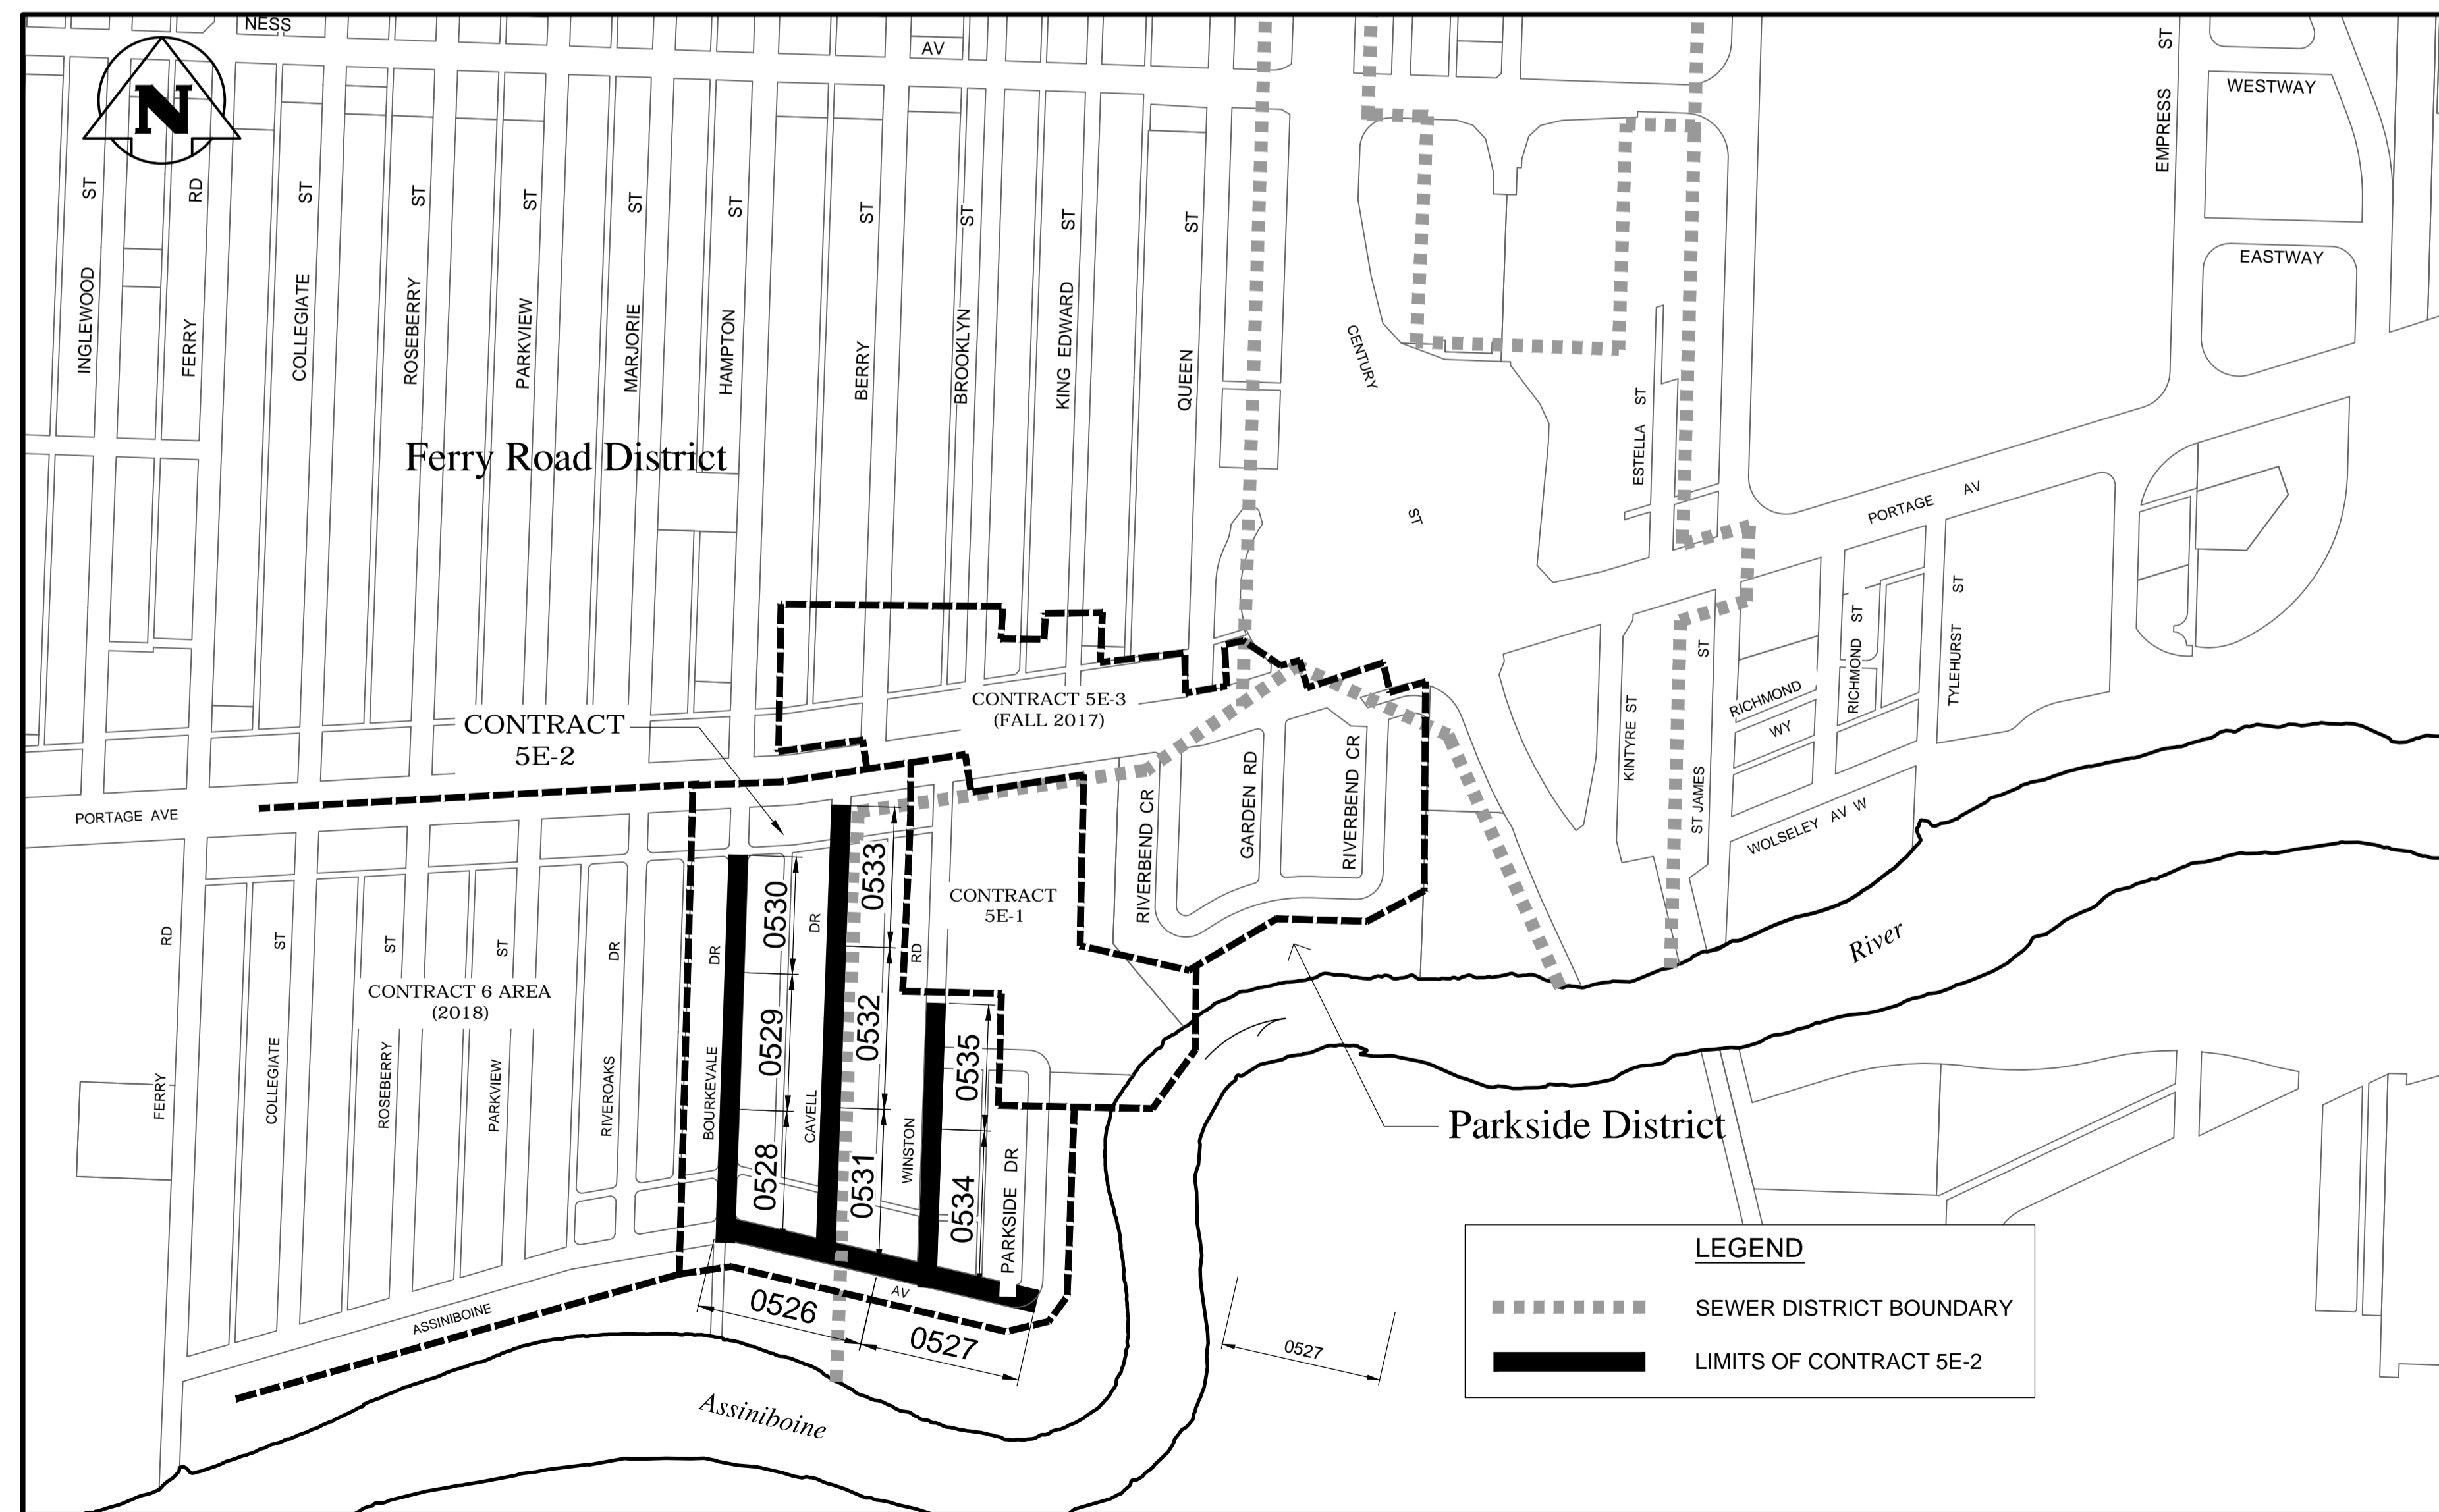 NESS
AV
N
EMPRESS ST
WESTWAY
EASTWAY
INGLEWOOD ST
FERRY RD
COLLEGIATE ST
ROSEBERRY ST
PARKVIEW ST
MARJORIE ST
HAMPTON ST
BERRY ST
BROOKLYN ST
KING EDWARD ST
QUEEN ST
CENTURY ST
ESTELLA ST
PORTAGE AV
Ferry Road District
CONTRACT 5E-3
(FALL 2017)
CONTRACT
5E-2
PORTAGE AVE
CONTRACT
5E-1
RIVERBEND CR
GARDEN RD
RIVERBEND CR
KINTYRE ST
ST JAMES ST
RICHMOND
WY
RICHMOND ST
TYLEHURST ST
WOLSELEY AV W
River
FERRY RD
COLLEGIATE ST
ROSEBERRY ST
PARKVIEW ST
RIVEROAKS DR
BOURKEVALE DR
CAVELL DR
WINSTON RD
PARKSIDE DR
CONTRACT 6 AREA
(2018)
0530
0529
0528
0533
0532
0531
0535
0534
0526
0527
ASSINIBOINE
AV
Assiniboine
0527
Parkside District
LEGEND
SEWER DISTRICT BOUNDARY
LIMITS OF CONTRACT 5E-2